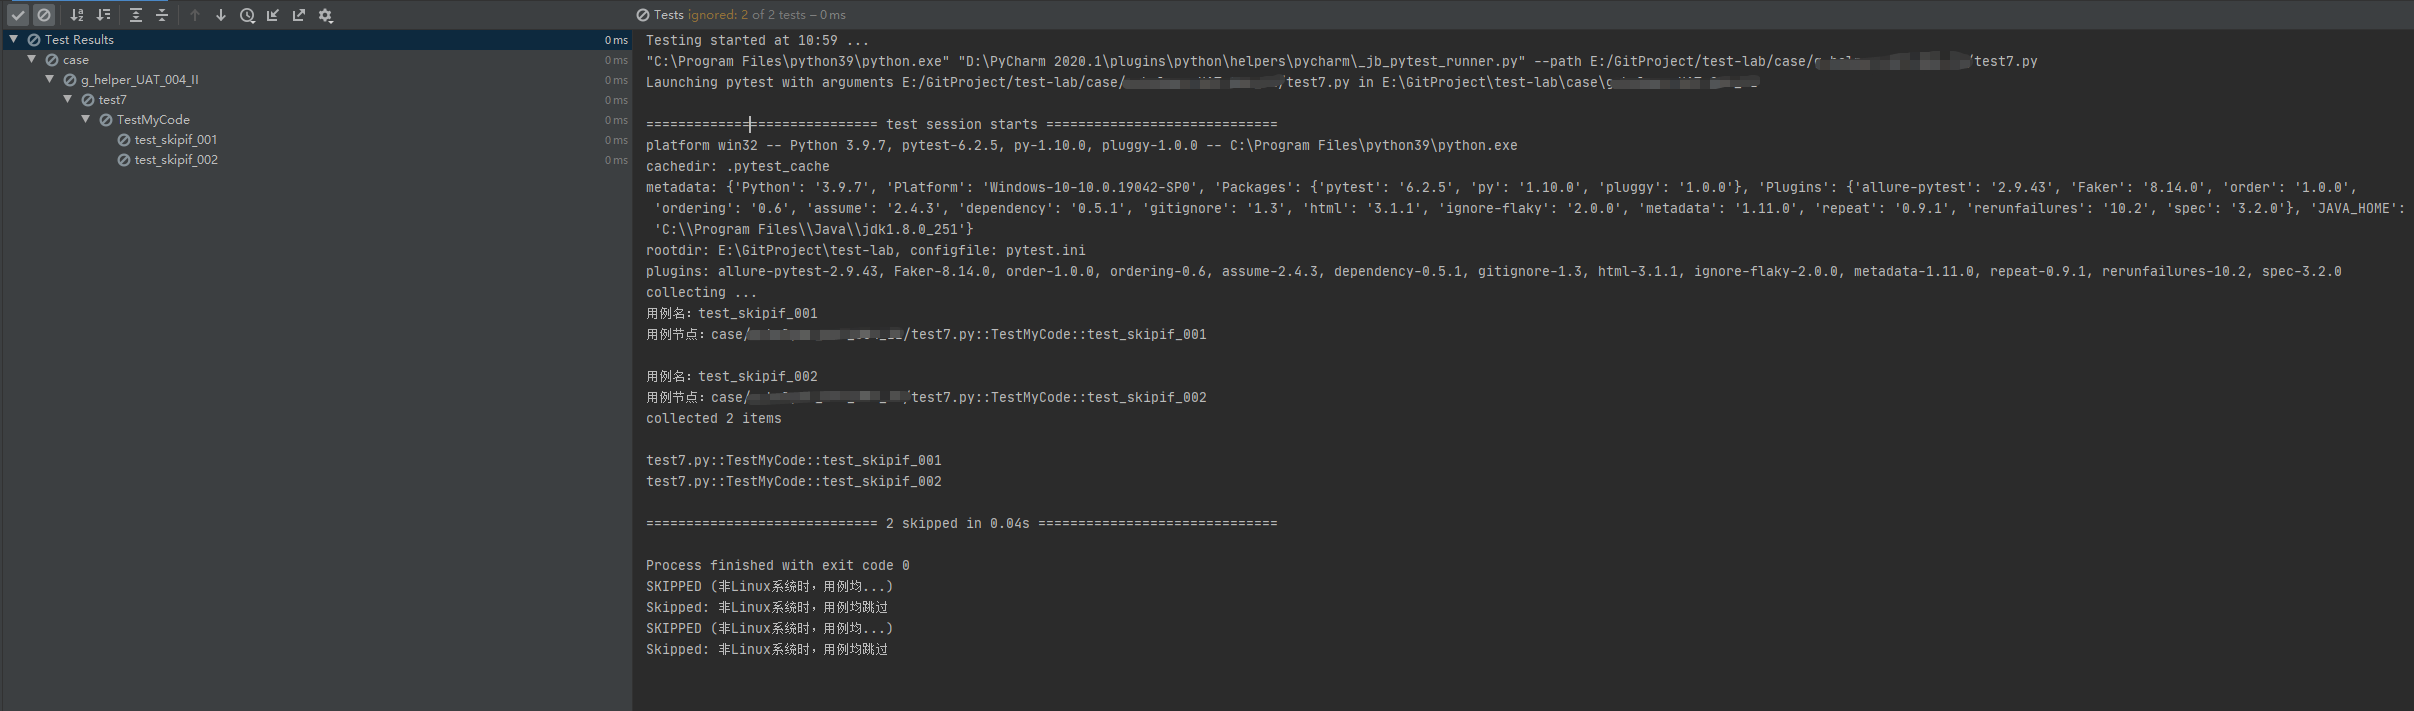 Tests ignored: 2 of 2 tests – 0 ms
Test Results 0 ms
case 0 ms
g_helper_UAT_004_II 0 ms
test7 0 ms
TestMyCode 0 ms
test_skipif_001 0 ms
test_skipif_002 0 ms
Testing started at 10:59 ...
"C:\Program Files\python39\python.exe" "D:\PyCharm 2020.1\plugins\python\helpers\pycharm\_jb_pytest_runner.py" --path E:/GitProject/test-lab/case/ /test7.py
Launching pytest with arguments E:/GitProject/test-lab/case/ /test7.py in E:\GitProject\test-lab\case\
============================= test session starts =============================
platform win32 -- Python 3.9.7, pytest-6.2.5, py-1.10.0, pluggy-1.0.0 -- C:\Program Files\python39\python.exe
cachedir: .pytest_cache
metadata: {'Python': '3.9.7', 'Platform': 'Windows-10-10.0.19042-SP0', 'Packages': {'pytest': '6.2.5', 'py': '1.10.0', 'pluggy': '1.0.0'}, 'Plugins': {'allure-pytest': '2.9.43', 'Faker': '8.14.0', 'order': '1.0.0',
'ordering': '0.6', 'assume': '2.4.3', 'dependency': '0.5.1', 'gitignore': '1.3', 'html': '3.1.1', 'ignore-flaky': '2.0.0', 'metadata': '1.11.0', 'repeat': '0.9.1', 'rerunfailures': '10.2', 'spec': '3.2.0'}, 'JAVA_HOME':
'C:\\Program Files\\Java\\jdk1.8.0_251'}
rootdir: E:\GitProject\test-lab, configfile: pytest.ini
plugins: allure-pytest-2.9.43, Faker-8.14.0, order-1.0.0, ordering-0.6, assume-2.4.3, dependency-0.5.1, gitignore-1.3, html-3.1.1, ignore-flaky-2.0.0, metadata-1.11.0, repeat-0.9.1, rerunfailures-10.2, spec-3.2.0
collecting ...
用例名：test_skipif_001
用例节点：case/ /test7.py::TestMyCode::test_skipif_001
用例名：test_skipif_002
用例节点：case/ /test7.py::TestMyCode::test_skipif_002
collected 2 items
test7.py::TestMyCode::test_skipif_001
test7.py::TestMyCode::test_skipif_002
============================= 2 skipped in 0.04s ==============================
Process finished with exit code 0
SKIPPED (非Linux系统时，用例均...)
Skipped: 非Linux系统时，用例均跳过
SKIPPED (非Linux系统时，用例均...)
Skipped: 非Linux系统时，用例均跳过